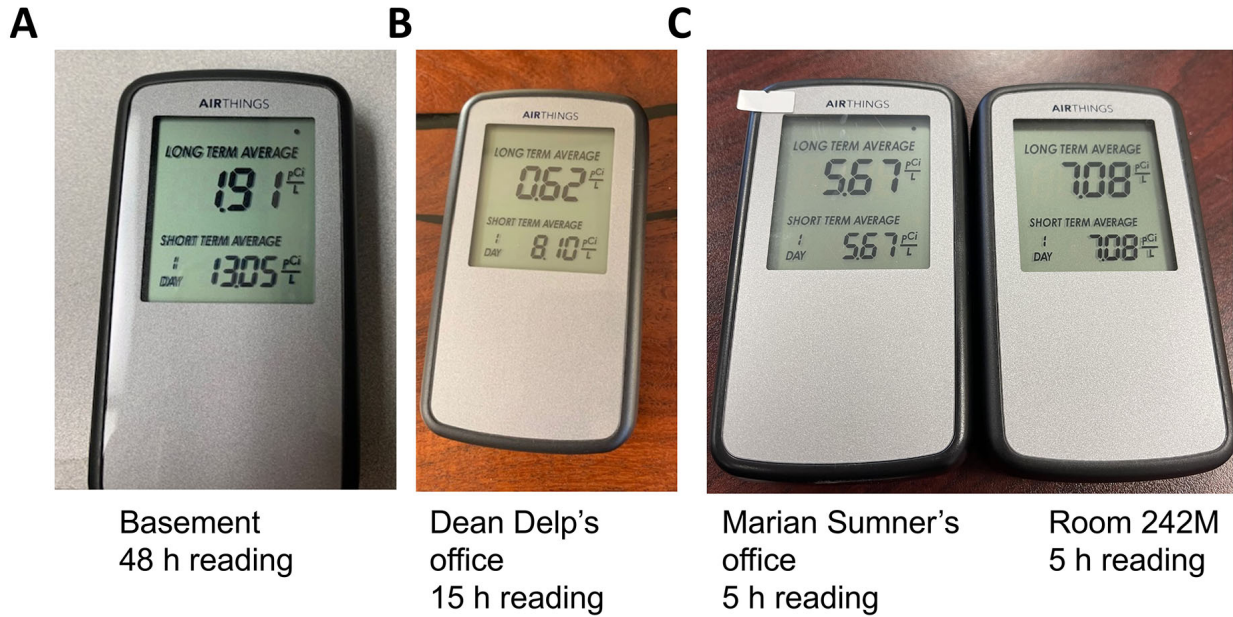 A
B
C
AIRTHINGS
LONG TERM AVERAGE
1.91 pCi/L
SHORT TERM AVERAGE
1 DAY 13.05 pCi/L
Basement
48 h reading
AIRTHINGS
LONG TERM AVERAGE
0.62 pCi/L
SHORT TERM AVERAGE
1 DAY 8.10 pCi/L
Dean Delp’s
office
15 h reading
AIRTHINGS
LONG TERM AVERAGE
5.67 pCi/L
SHORT TERM AVERAGE
1 DAY 5.67 pCi/L
Marian Sumner’s
office
5 h reading
AIRTHINGS
LONG TERM AVERAGE
7.08 pCi/L
SHORT TERM AVERAGE
1 DAY 7.08 pCi/L
Room 242M
5 h reading